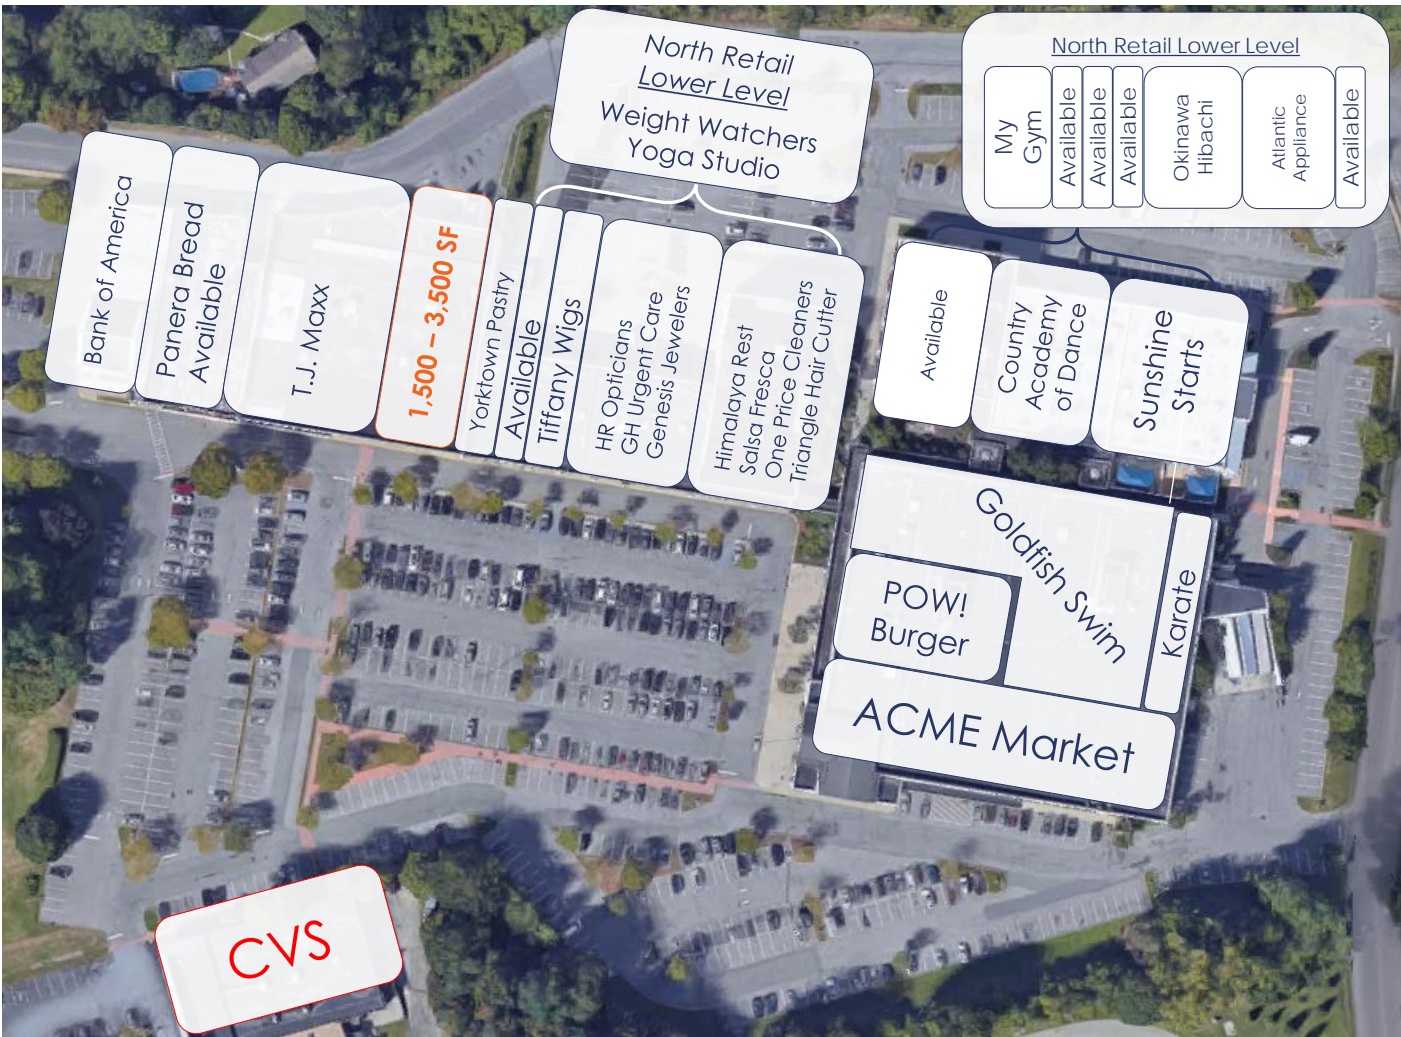 North Retail
Lower Level
Weight Watchers
Yoga Studio
North Retail Lower Level
My
Gym
Available
Available
Available
Okinawa
Hibachi
Atlantic
Appliance
Available
Bank of America
Panera Bread
Available
T.J. Maxx
1,500 – 3,500 SF
Yorktown Pastry
Available
Tiffany Wigs
HR Opticians
GH Urgent Care
Genesis Jewelers
Himalaya Rest
Salsa Fresca
One Price Cleaners
Triangle Hair Cutter
Available
Country
Academy
of Dance
Sunshine
Starts
Goldfish Swim
Karate
POW!
Burger
ACME Market
CVS